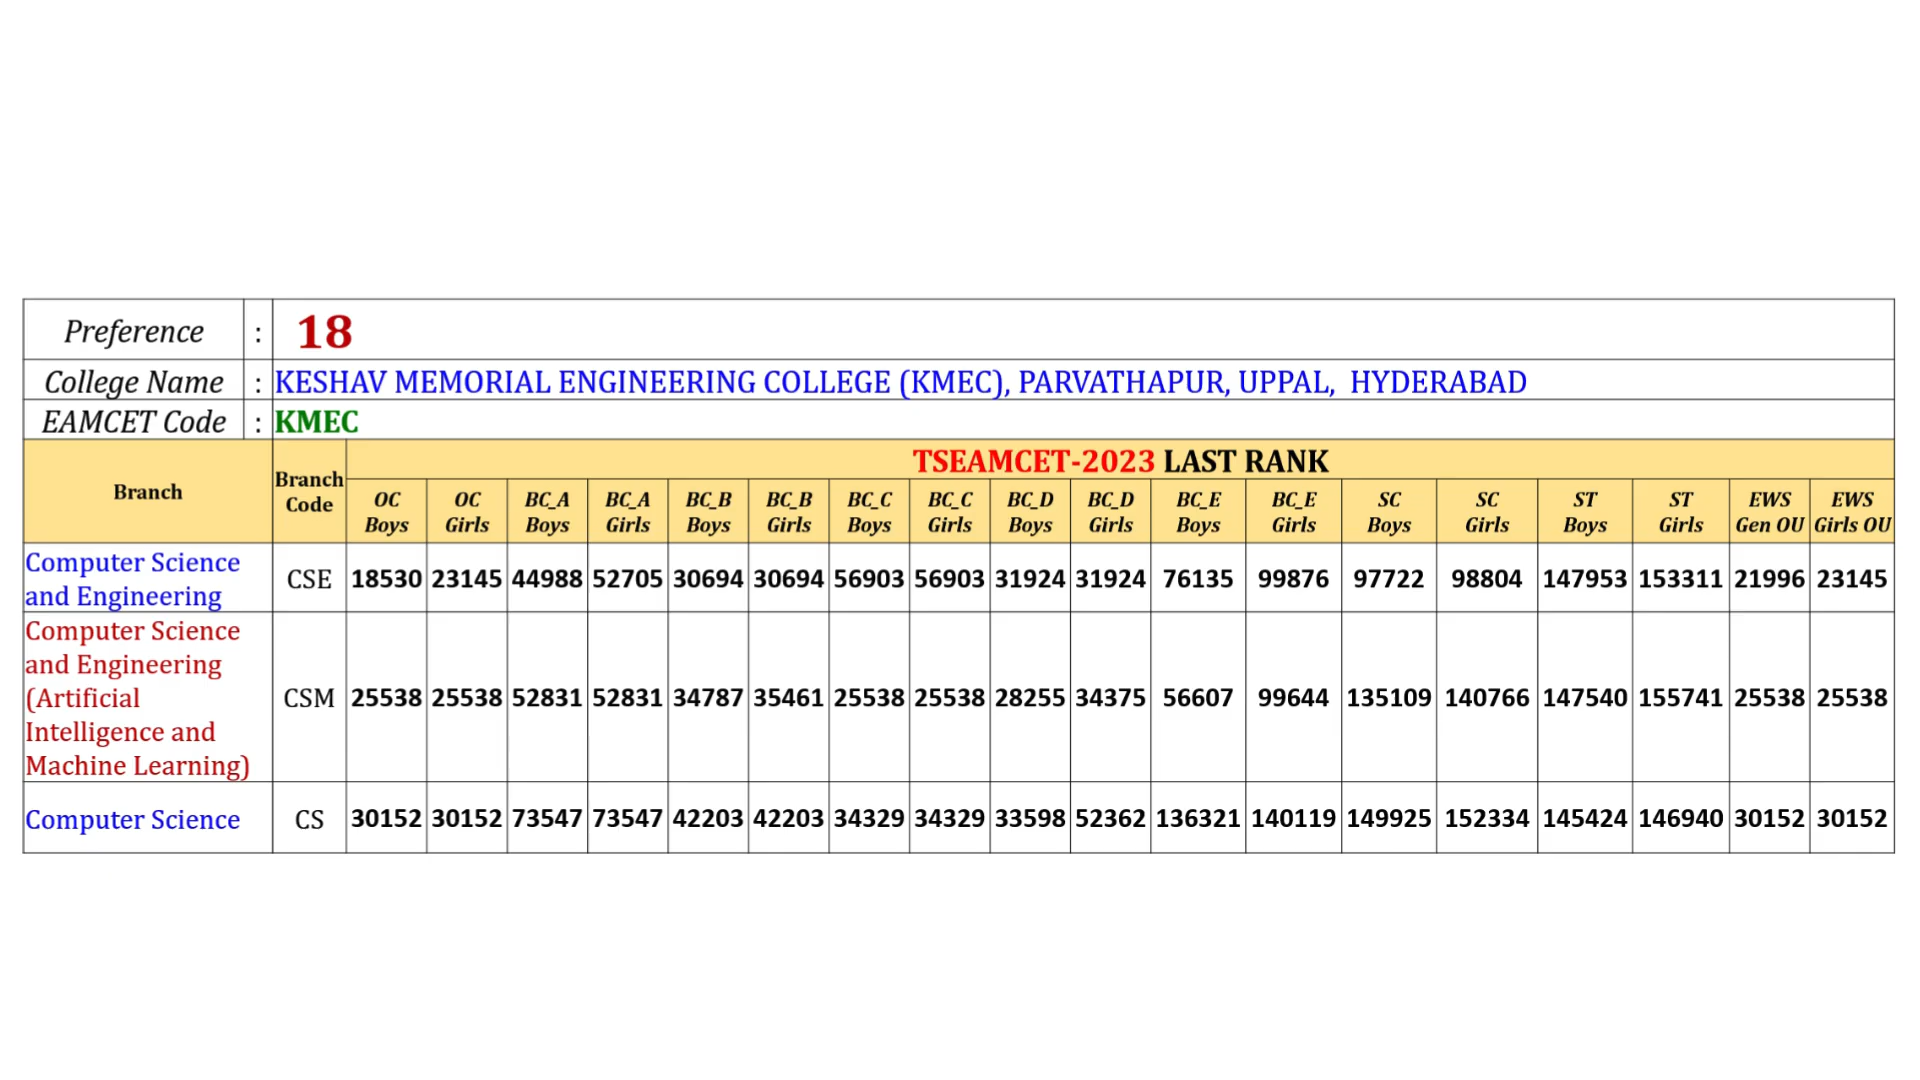 Preference : 18
College Name : KESHAV MEMORIAL ENGINEERING COLLEGE (KMEC), PARVATHAPUR, UPPAL, HYDERABAD
EAMCET Code : KMEC
Branch
Branch Code
TSEAMCET-2023 LAST RANK
OC Boys
OC Girls
BC_A Boys
BC_A Girls
BC_B Boys
BC_B Girls
BC_C Boys
BC_C Girls
BC_D Boys
BC_D Girls
BC_E Boys
BC_E Girls
SC Boys
SC Girls
ST Boys
ST Girls
EWS Gen OU
EWS Girls OU
Computer Science
and Engineering
CSE 18530 23145 44988 52705 30694 30694 56903 56903 31924 31924 76135 99876 97722 98804 147953 153311 21996 23145
Computer Science
and Engineering
(Artificial
Intelligence and
Machine Learning)
CSM 25538 25538 52831 52831 34787 35461 25538 25538 28255 34375 56607 99644 135109 140766 147540 155741 25538 25538
Computer Science CS 30152 30152 73547 73547 42203 42203 34329 34329 33598 52362 136321 140119 149925 152334 145424 146940 30152 30152